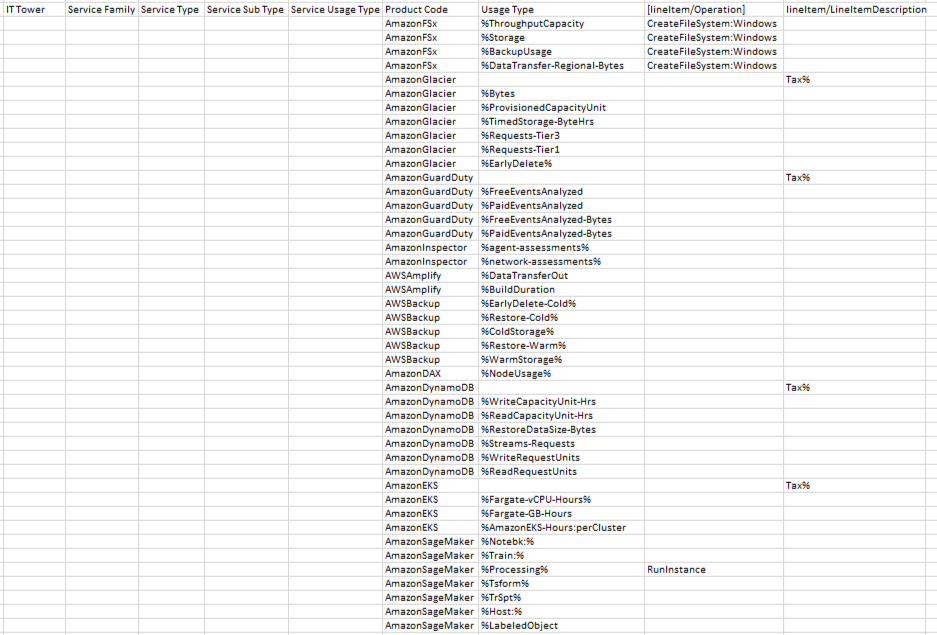 IT Tower Service Family Service Type Service Sub Type Service Usage Type Product Code Usage Type [lineItem/Operation] lineItem/LineItemDescription
AmazonFSx %ThroughputCapacity CreateFileSystem:Windows
AmazonFSx %Storage CreateFileSystem:Windows
AmazonFSx %BackupUsage CreateFileSystem:Windows
AmazonFSx %DataTransfer-Regional-Bytes CreateFileSystem:Windows
AmazonGlacier Tax%
AmazonGlacier %Bytes
AmazonGlacier %ProvisionedCapacityUnit
AmazonGlacier %TimedStorage-ByteHrs
AmazonGlacier %Requests-Tier3
AmazonGlacier %Requests-Tier1
AmazonGlacier %EarlyDelete%
AmazonGuardDuty Tax%
AmazonGuardDuty %FreeEventsAnalyzed
AmazonGuardDuty %PaidEventsAnalyzed
AmazonGuardDuty %FreeEventsAnalyzed-Bytes
AmazonGuardDuty %PaidEventsAnalyzed-Bytes
AmazonInspector %agent-assessments%
AmazonInspector %network-assessments%
AWSAmplify %DataTransferOut
AWSAmplify %BuildDuration
AWSBackup %EarlyDelete-Cold%
AWSBackup %Restore-Cold%
AWSBackup %ColdStorage%
AWSBackup %Restore-Warm%
AWSBackup %WarmStorage%
AmazonDAX %NodeUsage%
AmazonDynamoDB Tax%
AmazonDynamoDB %WriteCapacityUnit-Hrs
AmazonDynamoDB %ReadCapacityUnit-Hrs
AmazonDynamoDB %RestoreDataSize-Bytes
AmazonDynamoDB %Streams-Requests
AmazonDynamoDB %WriteRequestUnits
AmazonDynamoDB %ReadRequestUnits
AmazonEKS Tax%
AmazonEKS %Fargate-vCPU-Hours%
AmazonEKS %Fargate-GB-Hours
AmazonEKS %AmazonEKS-Hours:perCluster
AmazonSageMaker %Notebk:%
AmazonSageMaker %Train:%
AmazonSageMaker %Processing% RunInstance
AmazonSageMaker %Tsform%
AmazonSageMaker %TrSpt%
AmazonSageMaker %Host:%
AmazonSageMaker %LabeledObject